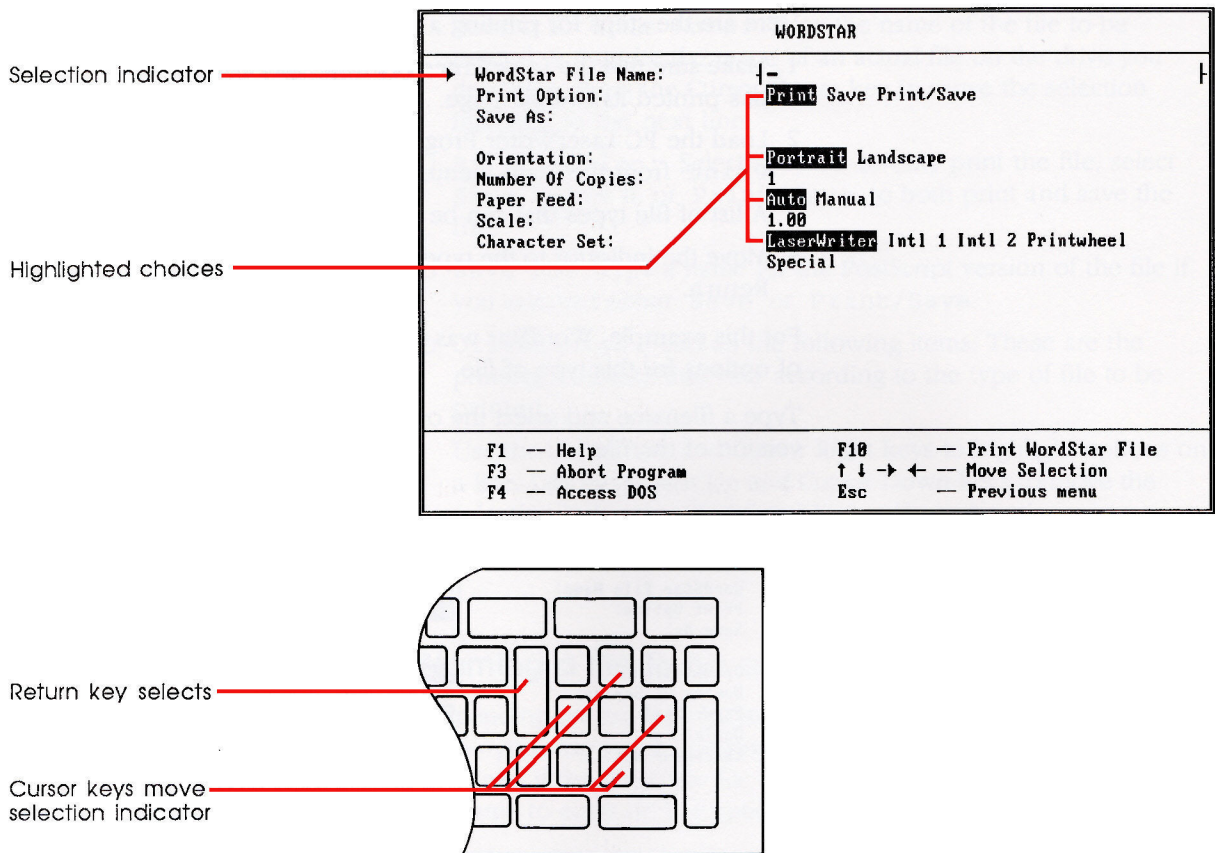 WORDSTAR
Selection indicator
WordStar File Name:
Print Option: Print Save Print/Save
Save As:
Orientation: Portrait Landscape
Number Of Copies: 1
Paper Feed: Auto Manual
Scale: 1.00
Character Set: LaserWriter Intl 1 Intl 2 Printwheel
Special
Highlighted choices
F1 -- Help F10 -- Print WordStar File
F3 -- Abort Program ↑ ↓ → ← -- Move Selection
F4 -- Access DOS Esc -- Previous menu
Return key selects
Cursor keys move
selection indicator